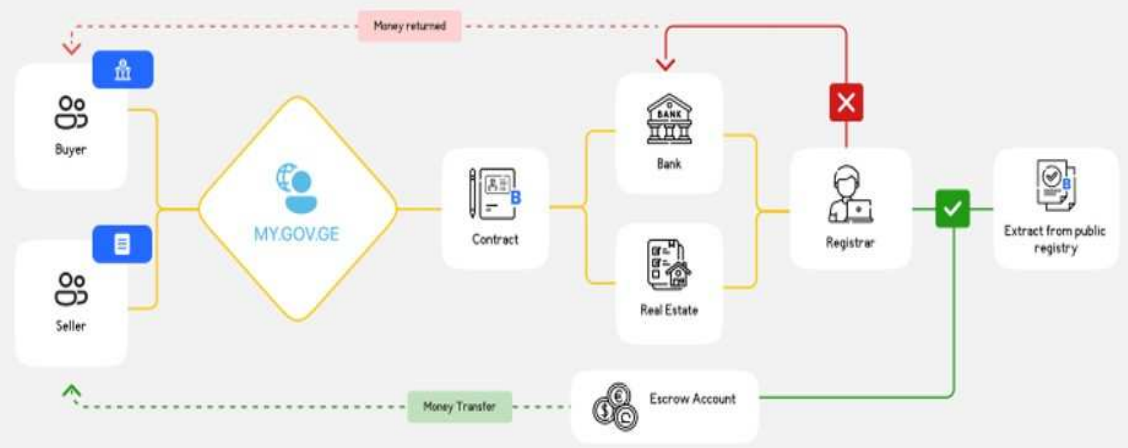 Money returned
Buyer
BANK
Bank
MY.GOV.GE
B
Contract
Registrar
B
Extract from public
registry
Seller
Real Estate
Money Transfer
$
€
Escrow Account